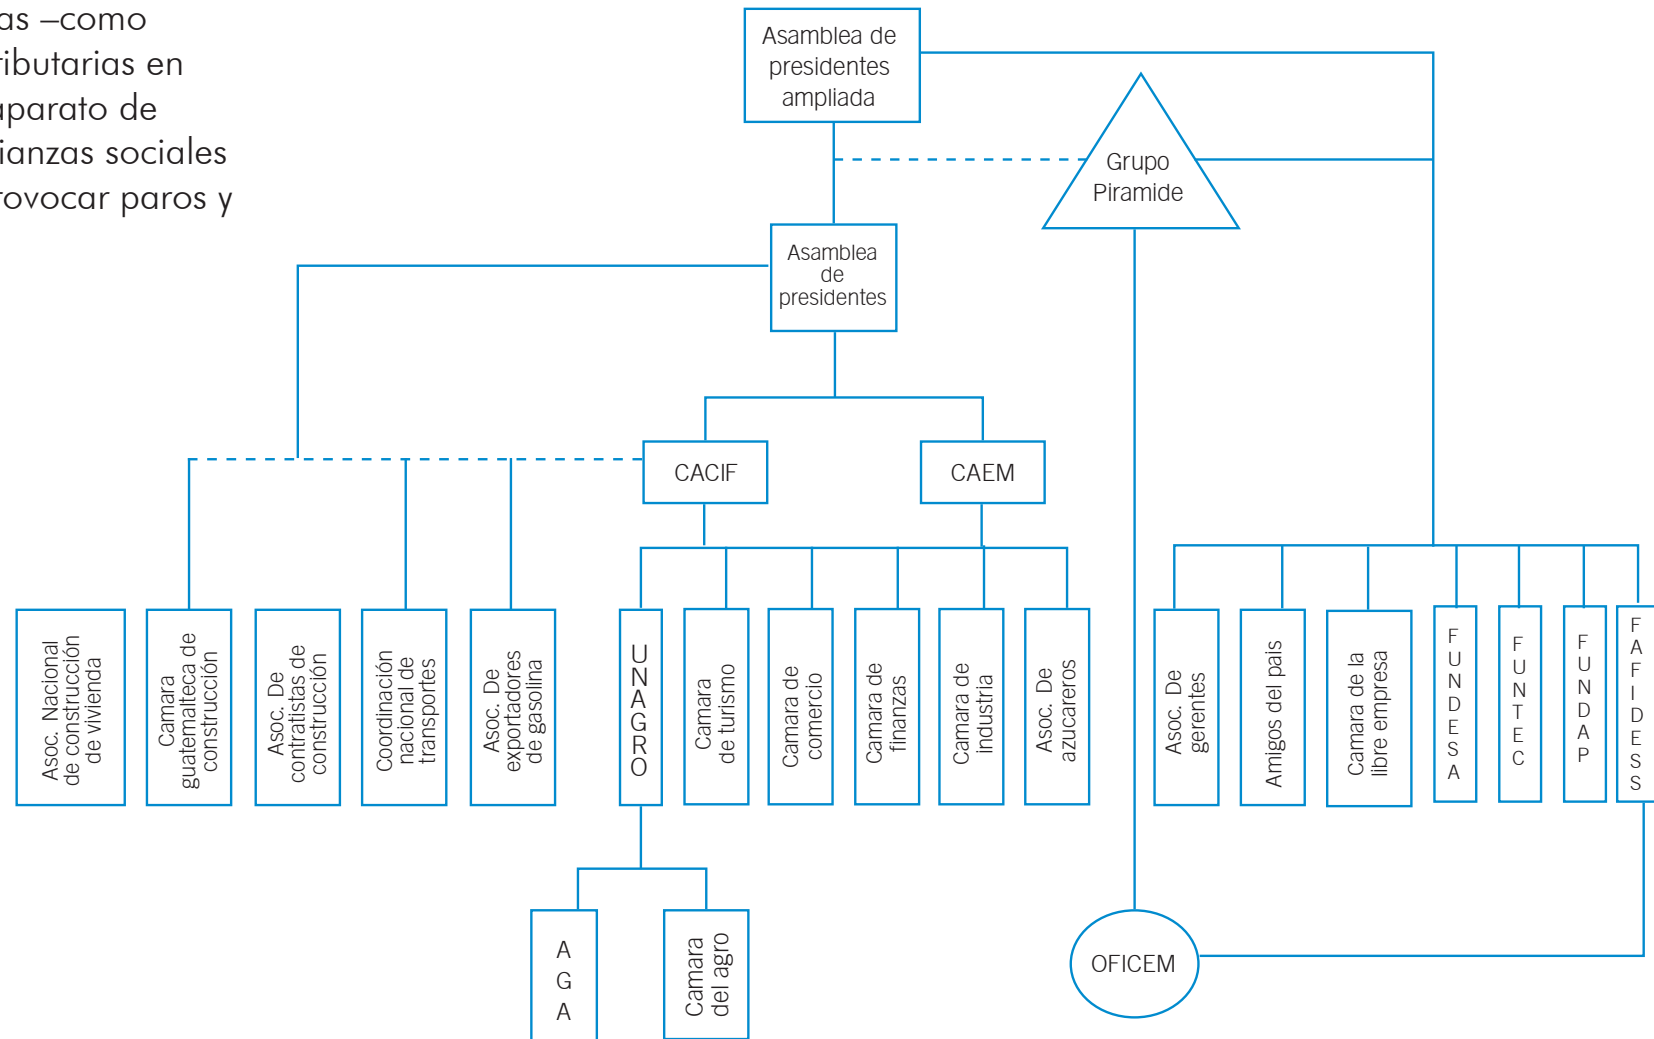 as –como
tributarias en
aparato de
ianzas sociales
rovocar paros y
Asamblea de
presidentes
ampliada
Grupo
Piramide
Asamblea
de
presidentes
CACIF
CAEM
Asoc. Nacional
de construcción
de vivienda
Camara
guatemalteca de
construcción
Asoc. De
contratistas de
construcción
Coordinación
nacional de
transportes
Asoc. De
exportadores
de gasolina
UNAGRO
Camara
de turismo
Camara de
comercio
Camara de
finanzas
Camara de
industria
Asoc. De
azucareros
Asoc. De
gerentes
Amigos del pais
Camara de la
libre empresa
FUNDESA
FUNTEC
FUNDAP
FAFIDESS
AGA
Camara
del agro
OFICEM